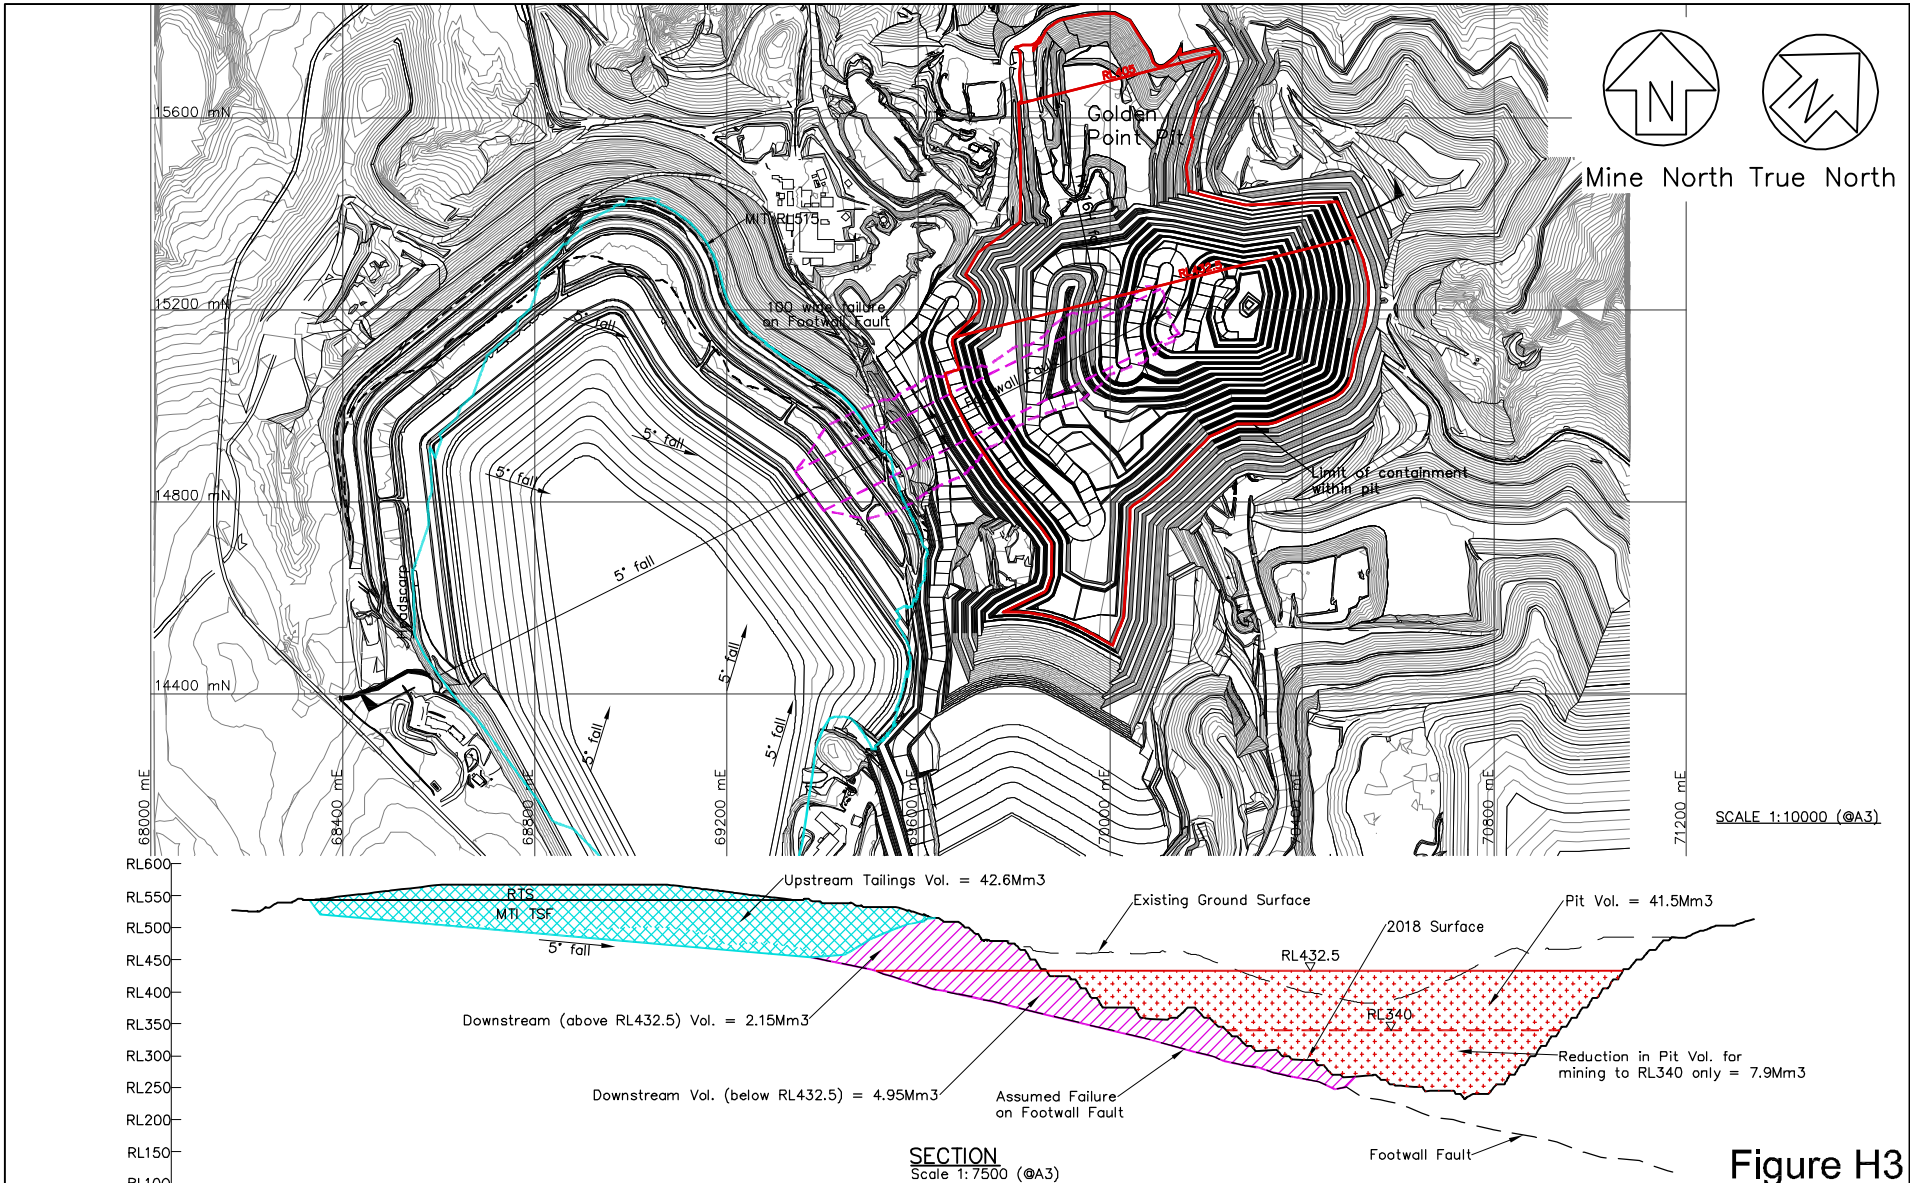 N
N
Mine North
True North
15600 mN
15200 mN
14800 mN
14400 mN
RL405
Golden
Point Pit
MIT RL515
RL432.5
100 wide failure
on Footwall Fault
Footwall Fault
5° fall
5° fall
5° fall
5° fall
5° fall
5° fall
5° fall
Limit of containment
within pit
Headscarp
68000 mE
68400 mE
68800 mE
69200 mE
69600 mE
70000 mE
70400 mE
70800 mE
71200 mE
SCALE 1:10000 (@A3)
RL600
RL550
RL500
RL450
RL400
RL350
RL300
RL250
RL200
RL150
RL100
RTS
MTI TSF
5° fall
Upstream Tailings Vol. = 42.6Mm3
Existing Ground Surface
Pit Vol. = 41.5Mm3
2018 Surface
RL432.5
RL340
Downstream (above RL432.5) Vol. = 2.15Mm3
Downstream Vol. (below RL432.5) = 4.95Mm3
Assumed Failure
on Footwall Fault
Reduction in Pit Vol. for
mining to RL340 only = 7.9Mm3
Footwall Fault
SECTION
Scale 1:7500 (@A3)
Figure H3